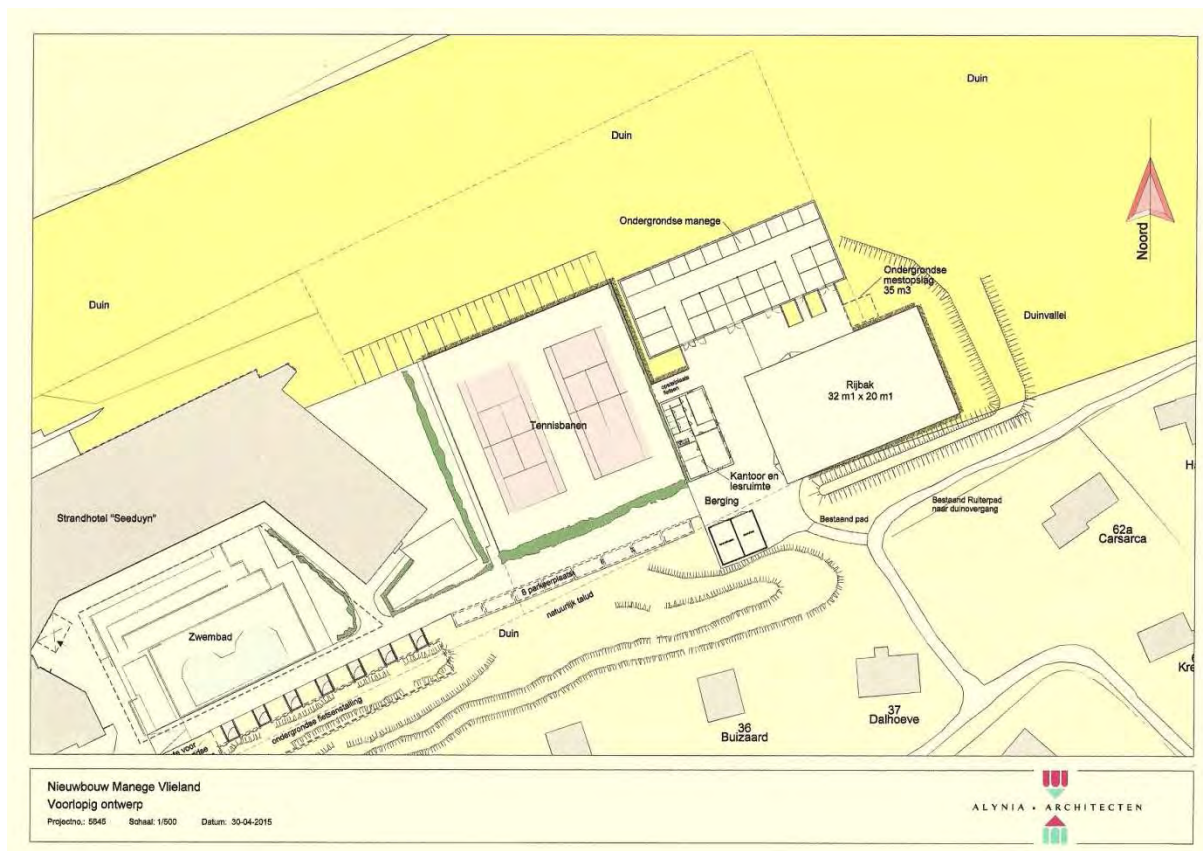 Duin
Duin
Duin
Noord
Ondergrondse manege
Ondergrondse
mestopslag
35 m3
Duinvallei
opstelplaats
fietsen
Rijbak
32 m1 x 20 m1
Tennisbanen
Kantoor en
lesruimte
Berging
Bestaand Ruiterpad
naar duinovergang
Bestaand pad
62a
Carsarca
Strandhotel "Seeduyn"
8 parkeerplaats
natuurlijk talud
Duin
Zwembad
ondergrondse fietsenstalling
36
Buizaard
37
Dalhoeve
Kre
Nieuwbouw Manege Vlieland
Voorlopig ontwerp
Projectno.: 5645 Schaal: 1/500 Datum: 30-04-2015
ALYNIA • ARCHITECTEN